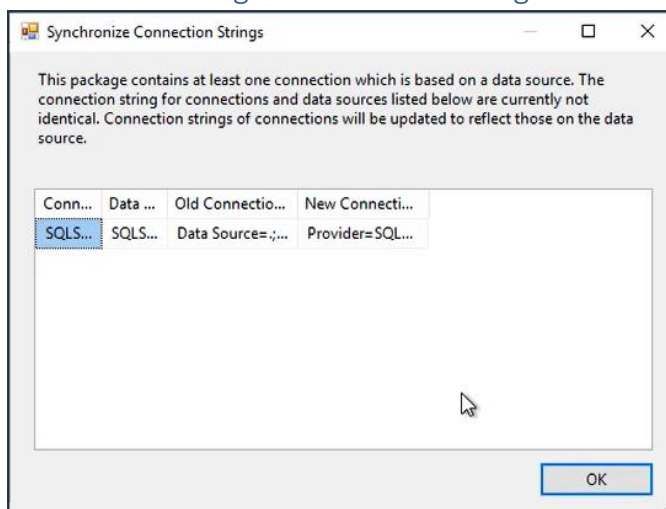 Synchronize Connection Strings
This package contains at least one connection which is based on a data source. The
connection string for connections and data sources listed below are currently not
identical. Connection strings of connections will be updated to reflect those on the data
source.
Conn... Data ... Old Connectio... New Connecti...
SQLS... SQLS... Data Source=.;... Provider=SQL...
OK